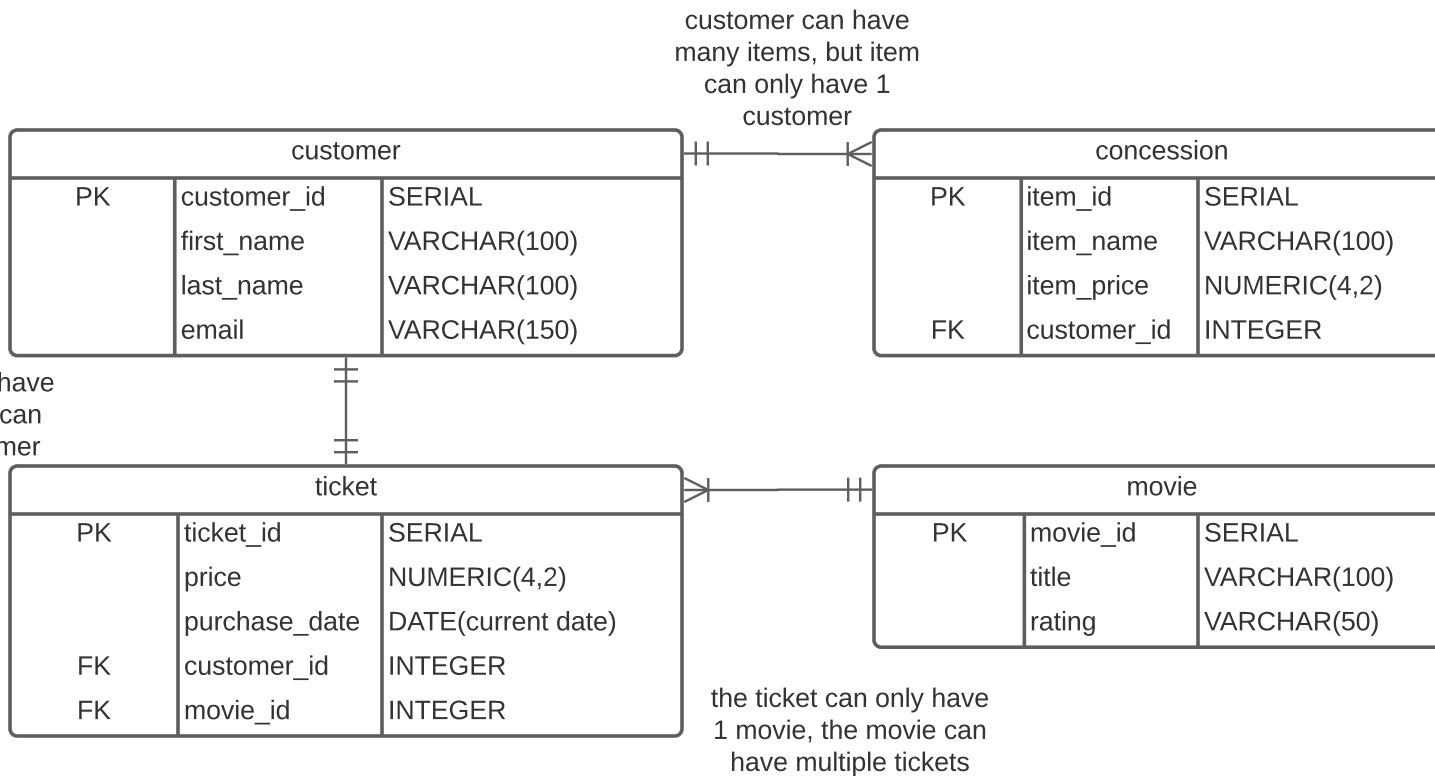 customer can have
many items, but item
can only have 1
customer
customer
PK customer_id SERIAL
first_name VARCHAR(100)
last_name VARCHAR(100)
email VARCHAR(150)
concession
PK item_id SERIAL
item_name VARCHAR(100)
item_price NUMERIC(4,2)
FK customer_id INTEGER
have
can
mer
ticket
PK ticket_id SERIAL
price NUMERIC(4,2)
purchase_date DATE(current date)
FK customer_id INTEGER
FK movie_id INTEGER
movie
PK movie_id SERIAL
title VARCHAR(100)
rating VARCHAR(50)
the ticket can only have
1 movie, the movie can
have multiple tickets